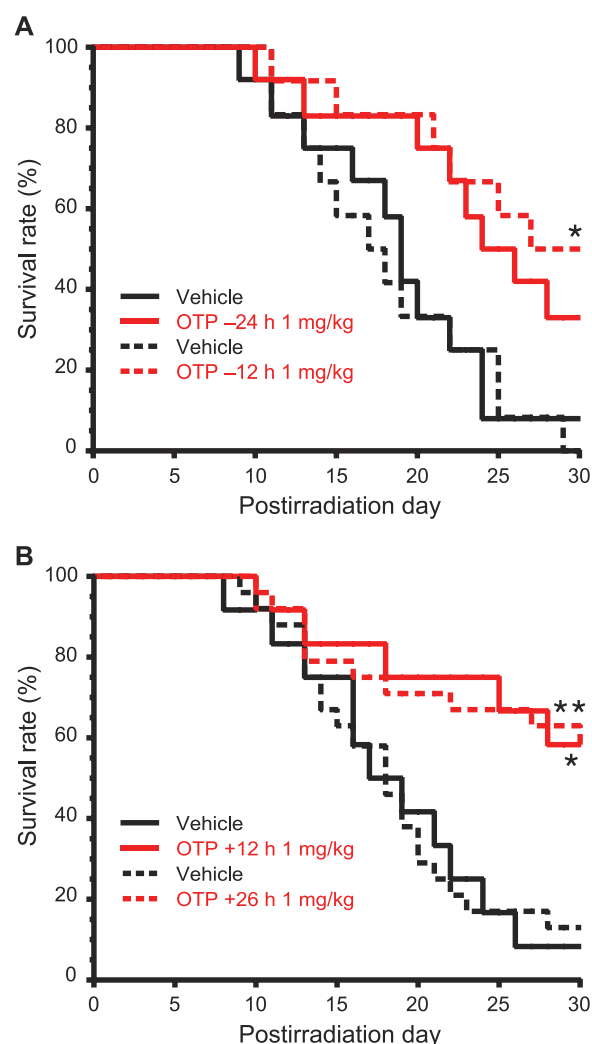 A
100
80
60
40
20
0
Survival rate (%)
Vehicle
OTP –24 h 1 mg/kg
Vehicle
OTP –12 h 1 mg/kg
*
0 5 10 15 20 25 30
Postirradiation day
B
100
80
60
40
20
0
Survival rate (%)
Vehicle
OTP +12 h 1 mg/kg
Vehicle
OTP +26 h 1 mg/kg
**
*
0 5 10 15 20 25 30
Postirradiation day